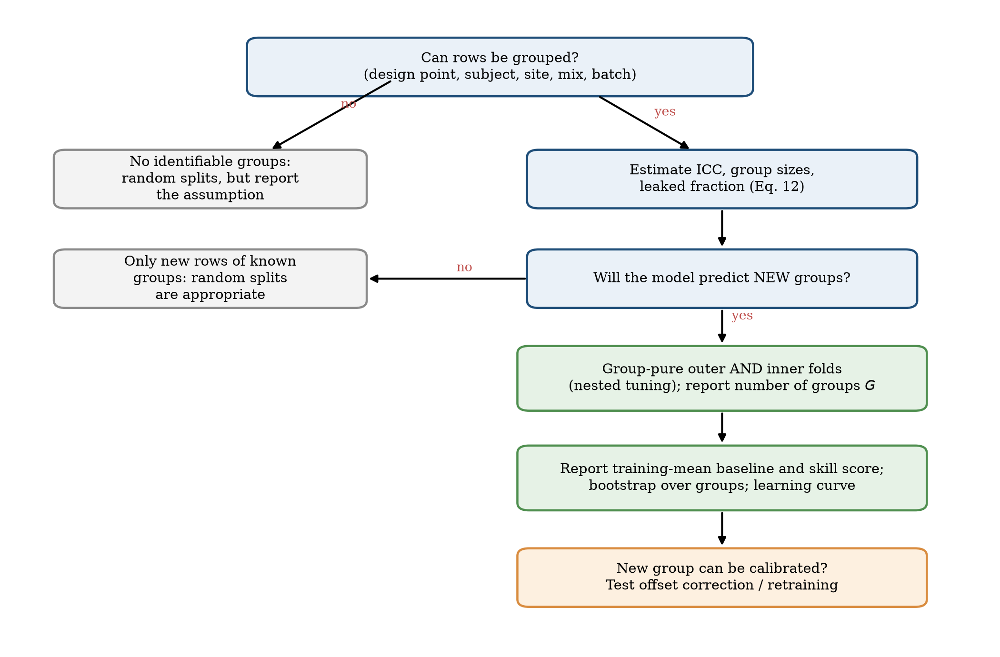 Can rows be grouped?
(design point, subject, site, mix, batch)
no
yes
No identifiable groups:
random splits, but report
the assumption
Estimate ICC, group sizes,
leaked fraction (Eq. 12)
Only new rows of known
groups: random splits
are appropriate
no
Will the model predict NEW groups?
yes
Group-pure outer AND inner folds
(nested tuning); report number of groups G
Report training-mean baseline and skill score;
bootstrap over groups; learning curve
New group can be calibrated?
Test offset correction / retraining